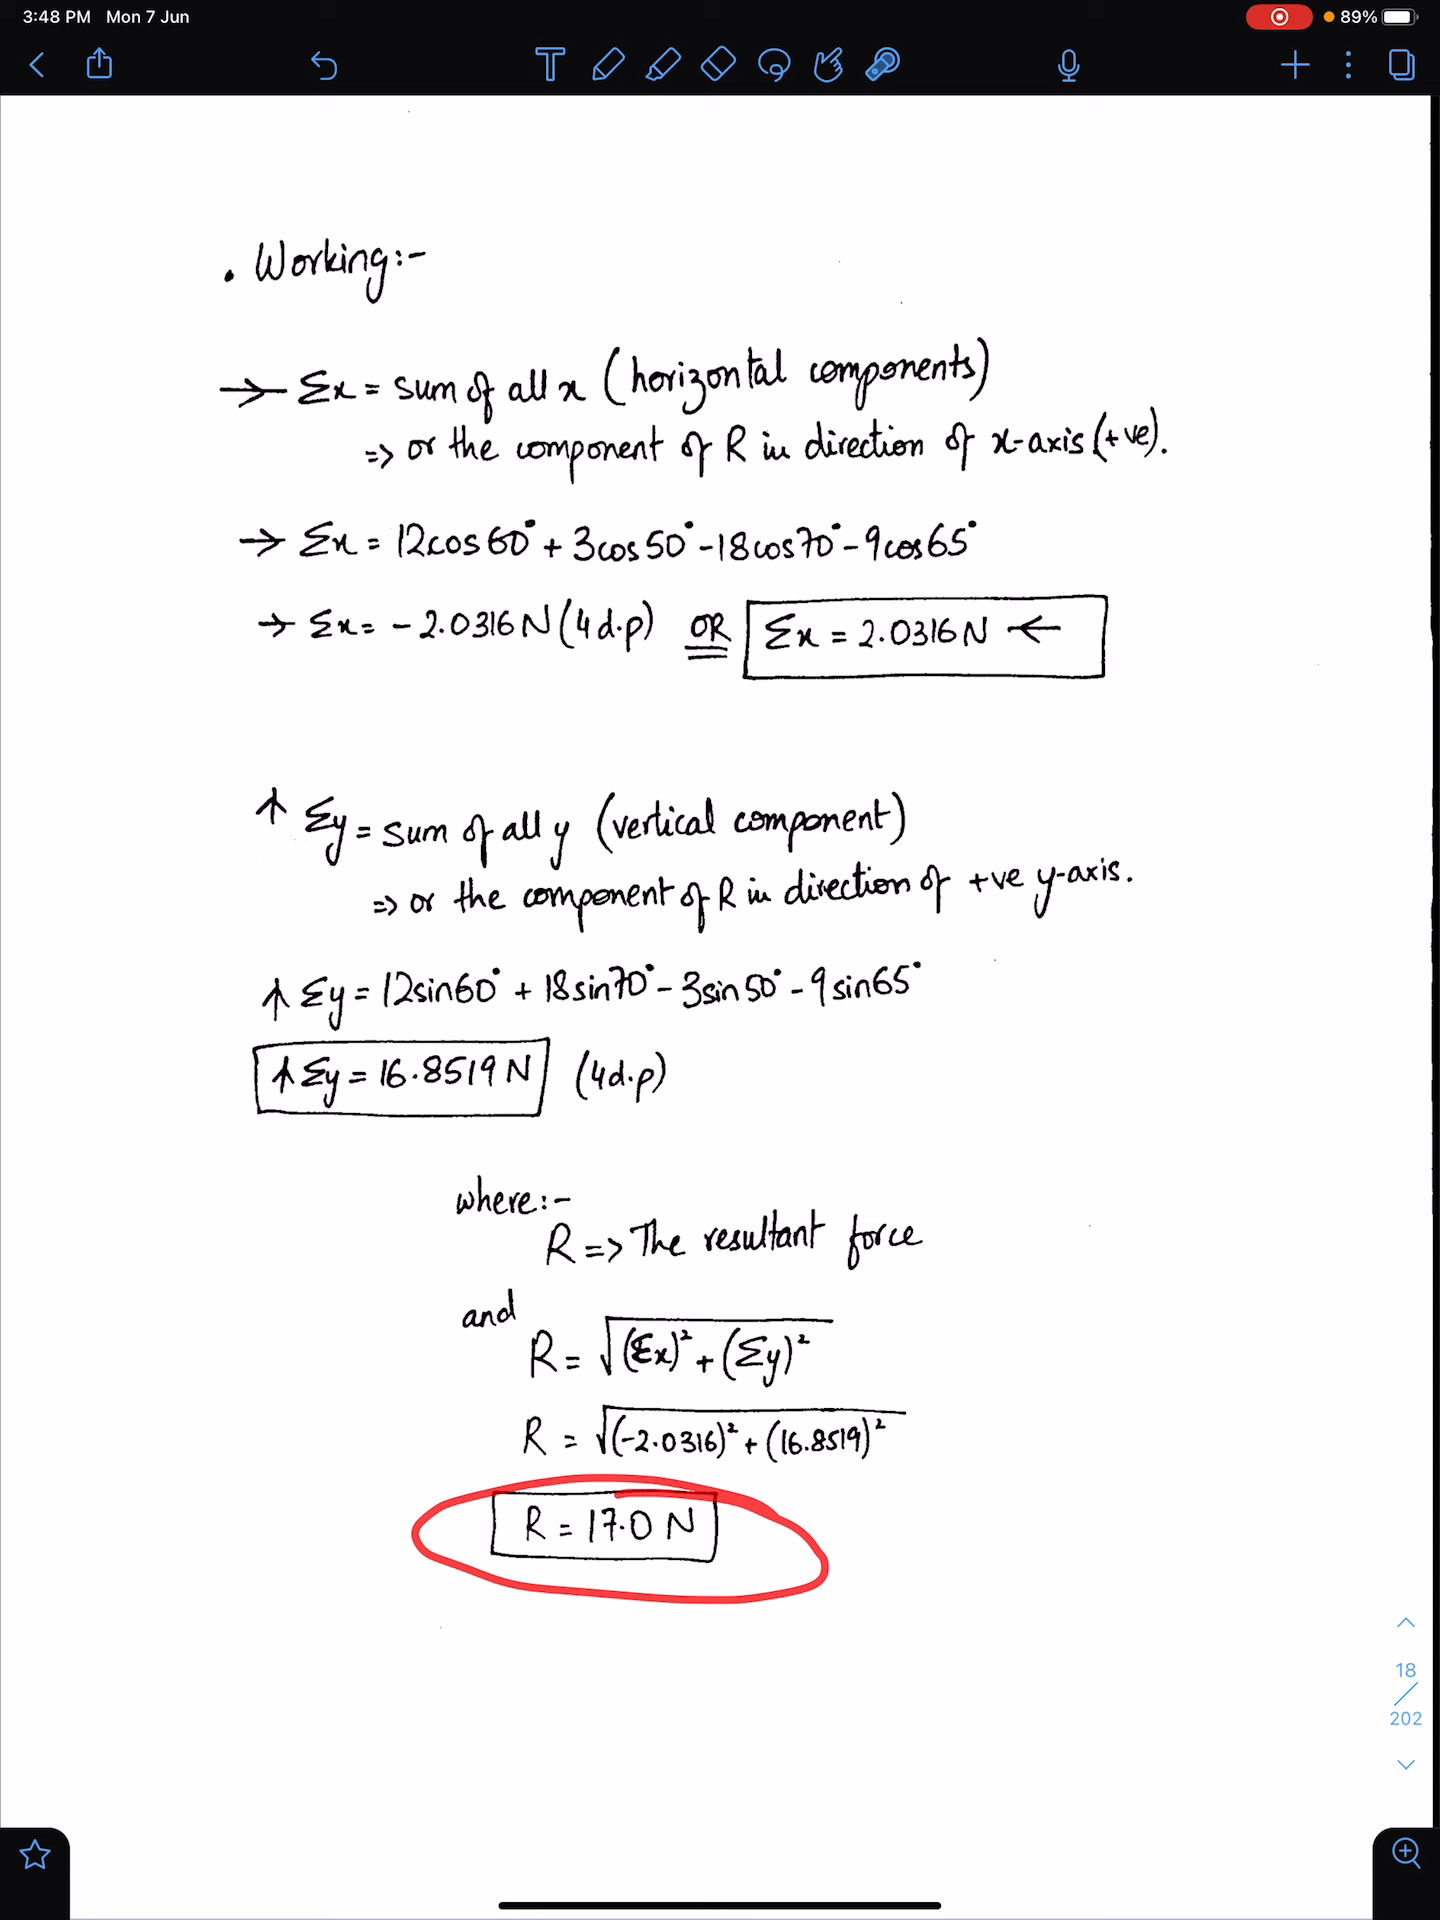 3:48 PM Mon 7 Jun
89%
T
. Working:-
→ Σx = sum of all x (horizontal components)
=> or the component of R in direction of x-axis (+ve).
→ Σx = 12cos60° + 3cos50° - 18cos70° - 9cos65°
→ Σx = - 2.0316 N (4 d.p) OR Σx = 2.0316 N ←
↑ Σy = sum of all y (vertical component)
=> or the component of R in direction of +ve y-axis.
↑ Σy = 12sin60° + 18sin70° - 3sin50° - 9sin65°
↑ Σy = 16.8519 N (4d.p)
where:-
R => The resultant force
and
R = √(Σx)² + (Σy)²
R = √(-2.0316)² + (16.8519)²
R = 17.0 N
18
/
202